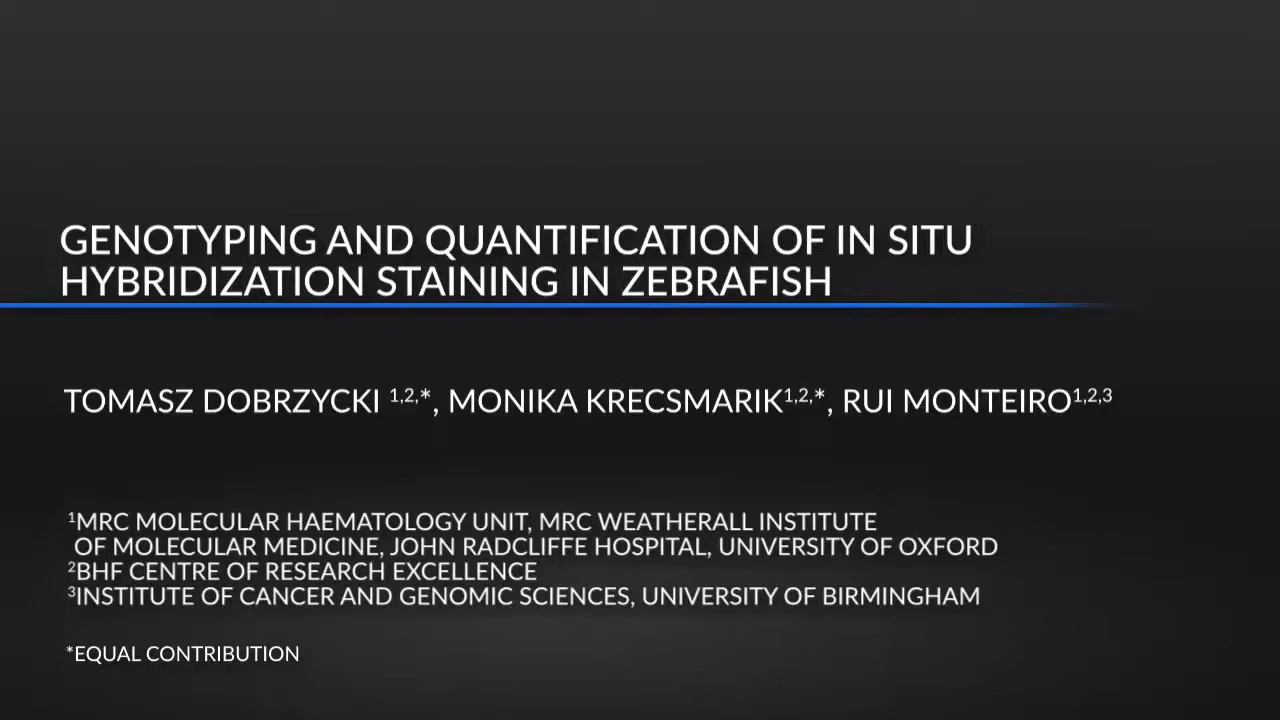 GENOTYPING AND QUANTIFICATION OF IN SITU
HYBRIDIZATION STAINING IN ZEBRAFISH
TOMASZ DOBRZYCKI ¹,²,*, MONIKA KRECSMARIK¹,²,*, RUI MONTEIRO¹,²,³
¹MRC MOLECULAR HAEMATOLOGY UNIT, MRC WEATHERALL INSTITUTE
OF MOLECULAR MEDICINE, JOHN RADCLIFFE HOSPITAL, UNIVERSITY OF OXFORD
²BHF CENTRE OF RESEARCH EXCELLENCE
³INSTITUTE OF CANCER AND GENOMIC SCIENCES, UNIVERSITY OF BIRMINGHAM
*EQUAL CONTRIBUTION